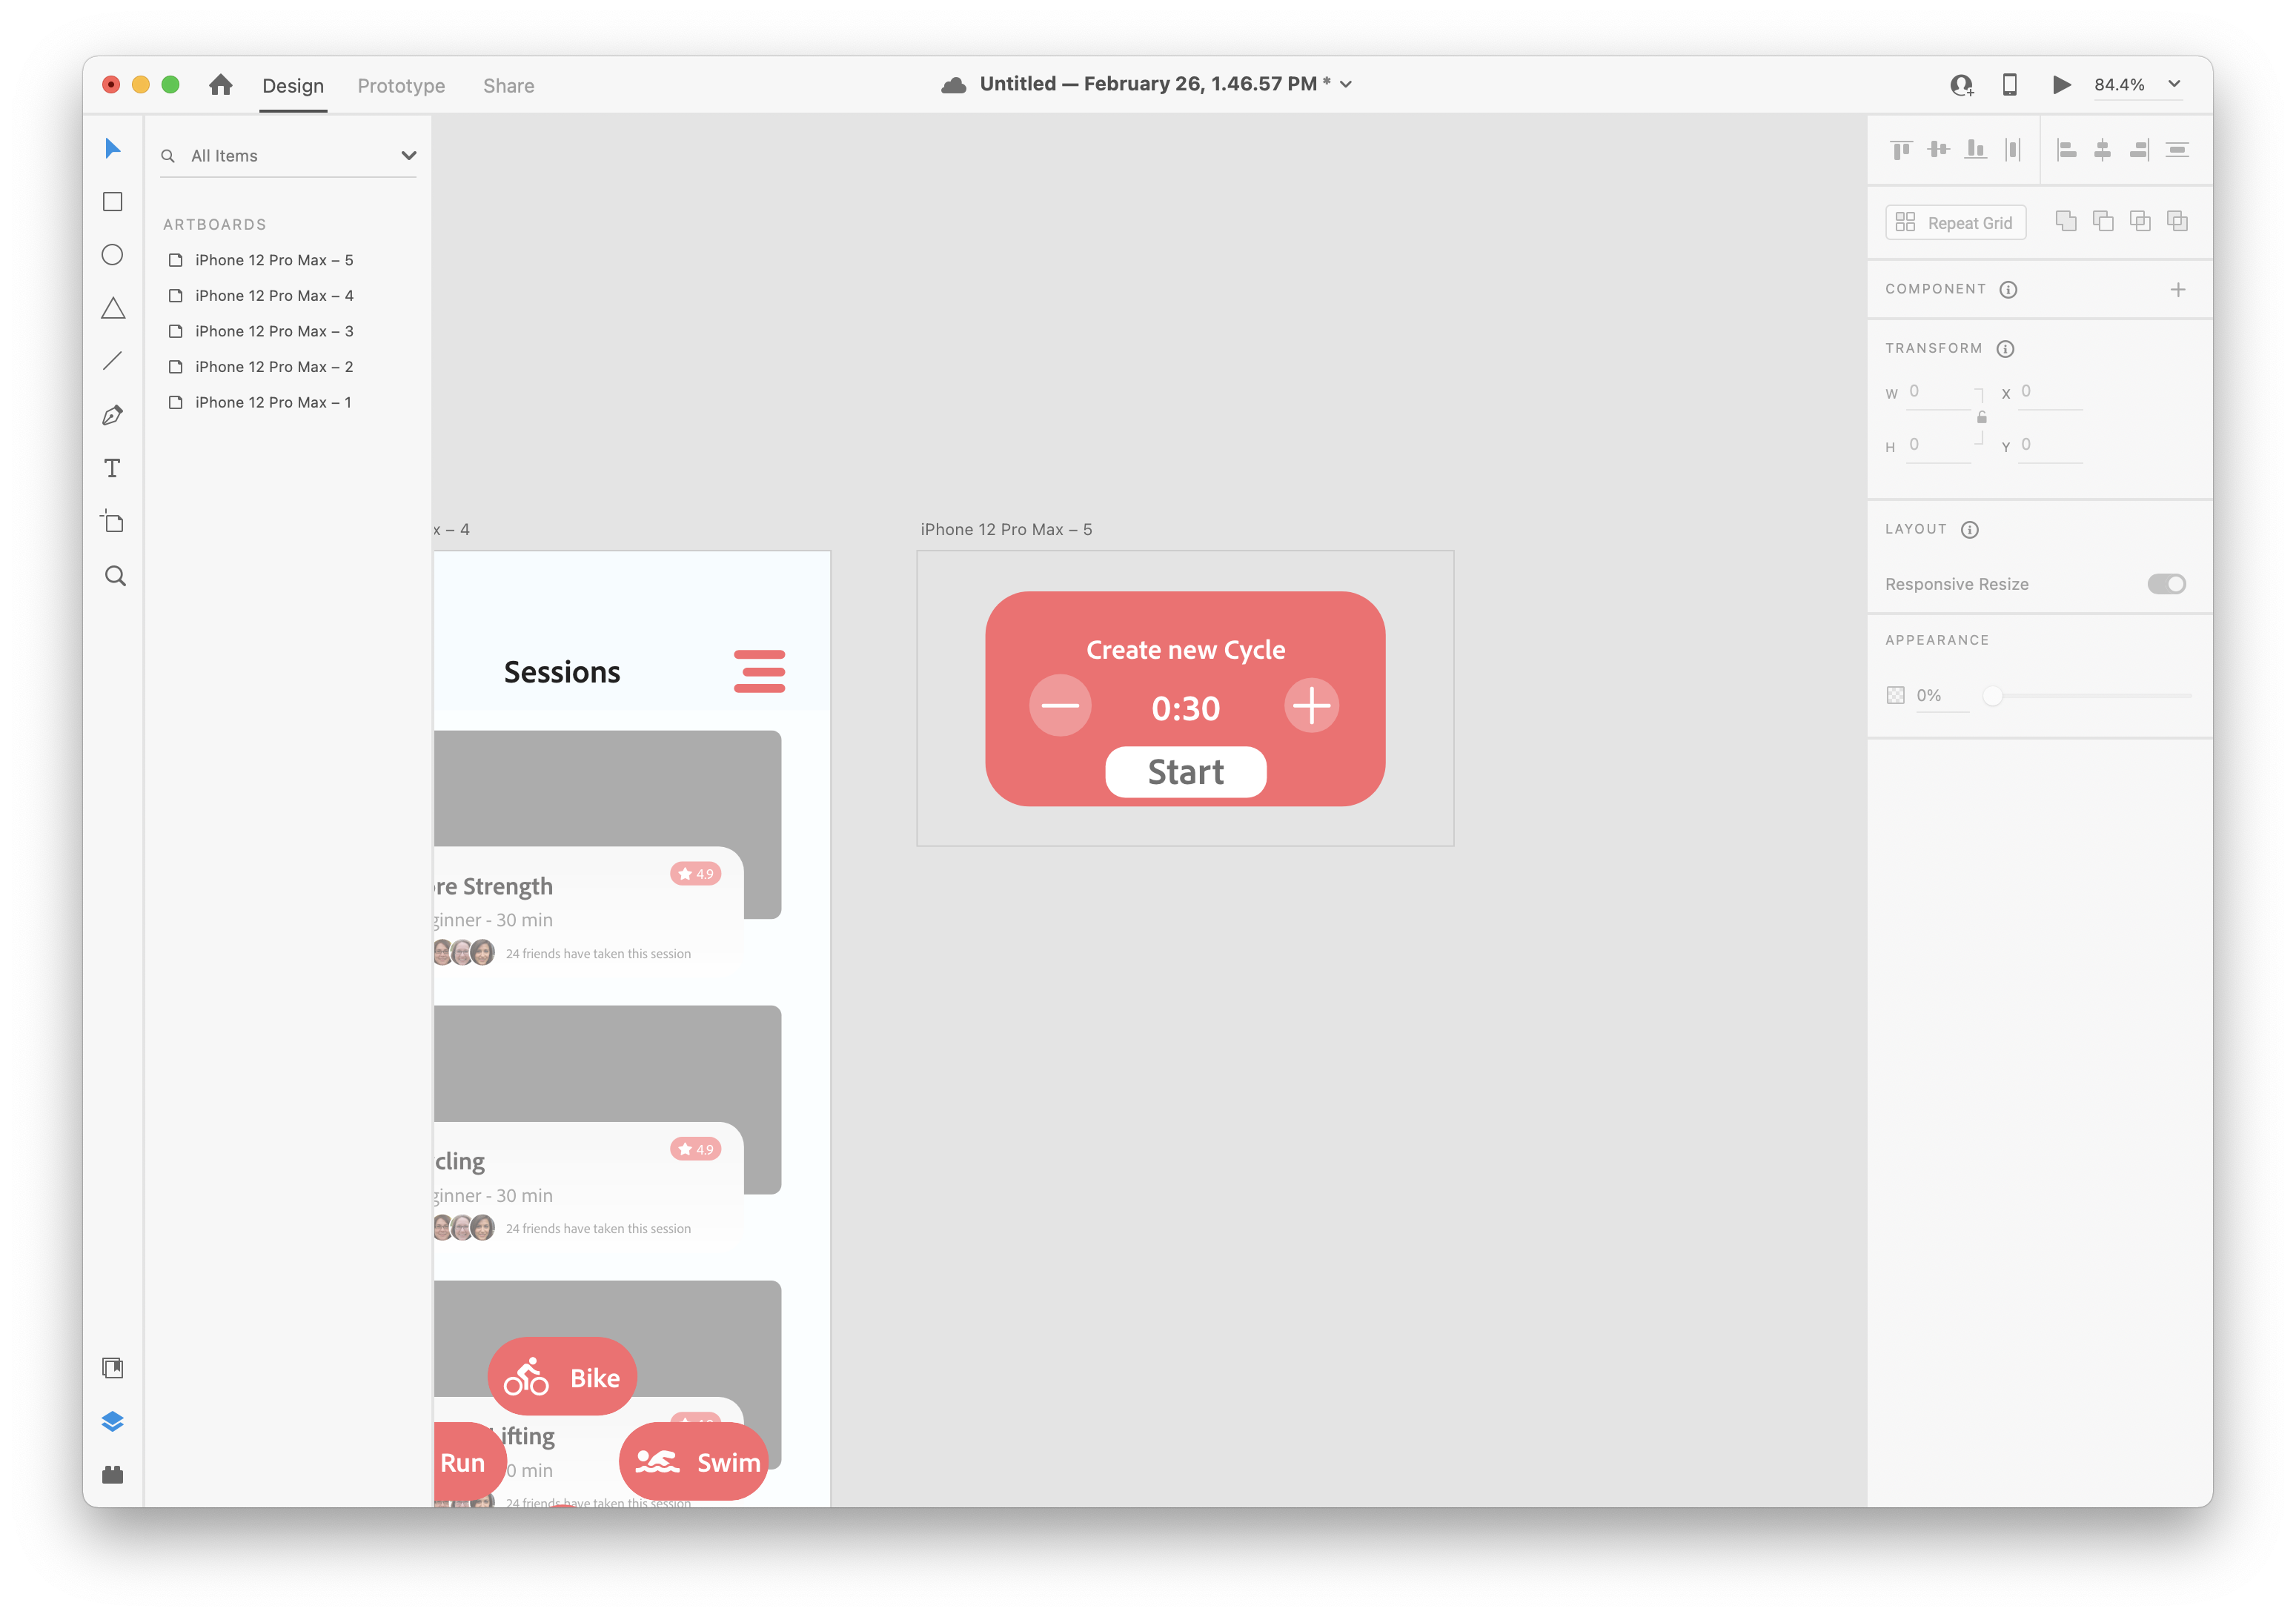 Design Prototype Share
Untitled — February 26, 1.46.57 PM *
84.4%
All Items
ARTBOARDS
iPhone 12 Pro Max – 5
iPhone 12 Pro Max – 4
iPhone 12 Pro Max – 3
iPhone 12 Pro Max – 2
iPhone 12 Pro Max – 1
x – 4
Sessions
re Strength
ginner - 30 min
4.9
24 friends have taken this session
cling
ginner - 30 min
4.9
24 friends have taken this session
Bike
ifting
Run
0 min
Swim
24 friends have taken this session
iPhone 12 Pro Max – 5
Create new Cycle
0:30
Start
Repeat Grid
COMPONENT
TRANSFORM
W 0 X 0
H 0 Y 0
LAYOUT
Responsive Resize
APPEARANCE
0%